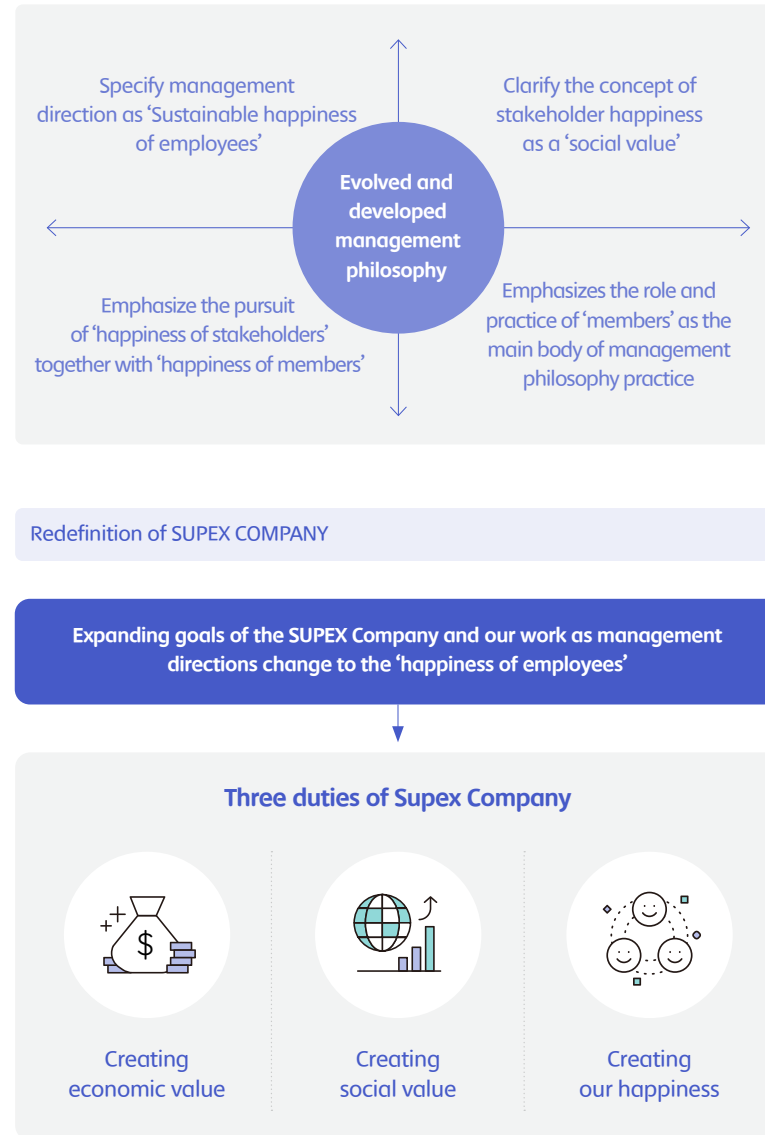 Specify management
direction as ‘Sustainable happiness
of employees’
Clarify the concept of
stakeholder happiness
as a ‘social value’
Evolved and
developed
management
philosophy
Emphasize the pursuit
of ‘happiness of stakeholders’
together with ‘happiness of members’
Emphasizes the role and
practice of ‘members’ as the
main body of management
philosophy practice
Redefinition of SUPEX COMPANY
Expanding goals of the SUPEX Company and our work as management
directions change to the ‘happiness of employees’
Three duties of Supex Company
$
Creating
economic value
Creating
social value
Creating
our happiness